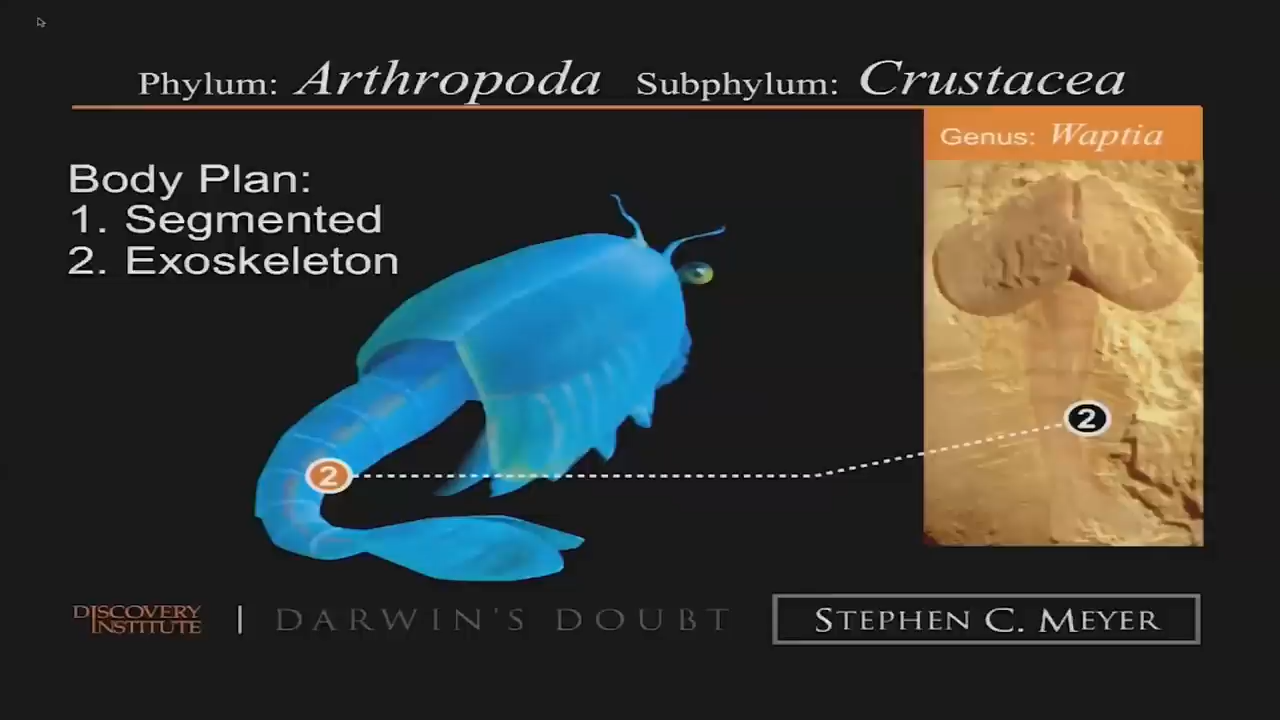 Phylum: Arthropoda Subphylum: Crustacea
Genus: Waptia
Body Plan:
1. Segmented
2. Exoskeleton
2
2
DISCOVERY
INSTITUTE
DARWIN'S DOUBT
STEPHEN C. MEYER